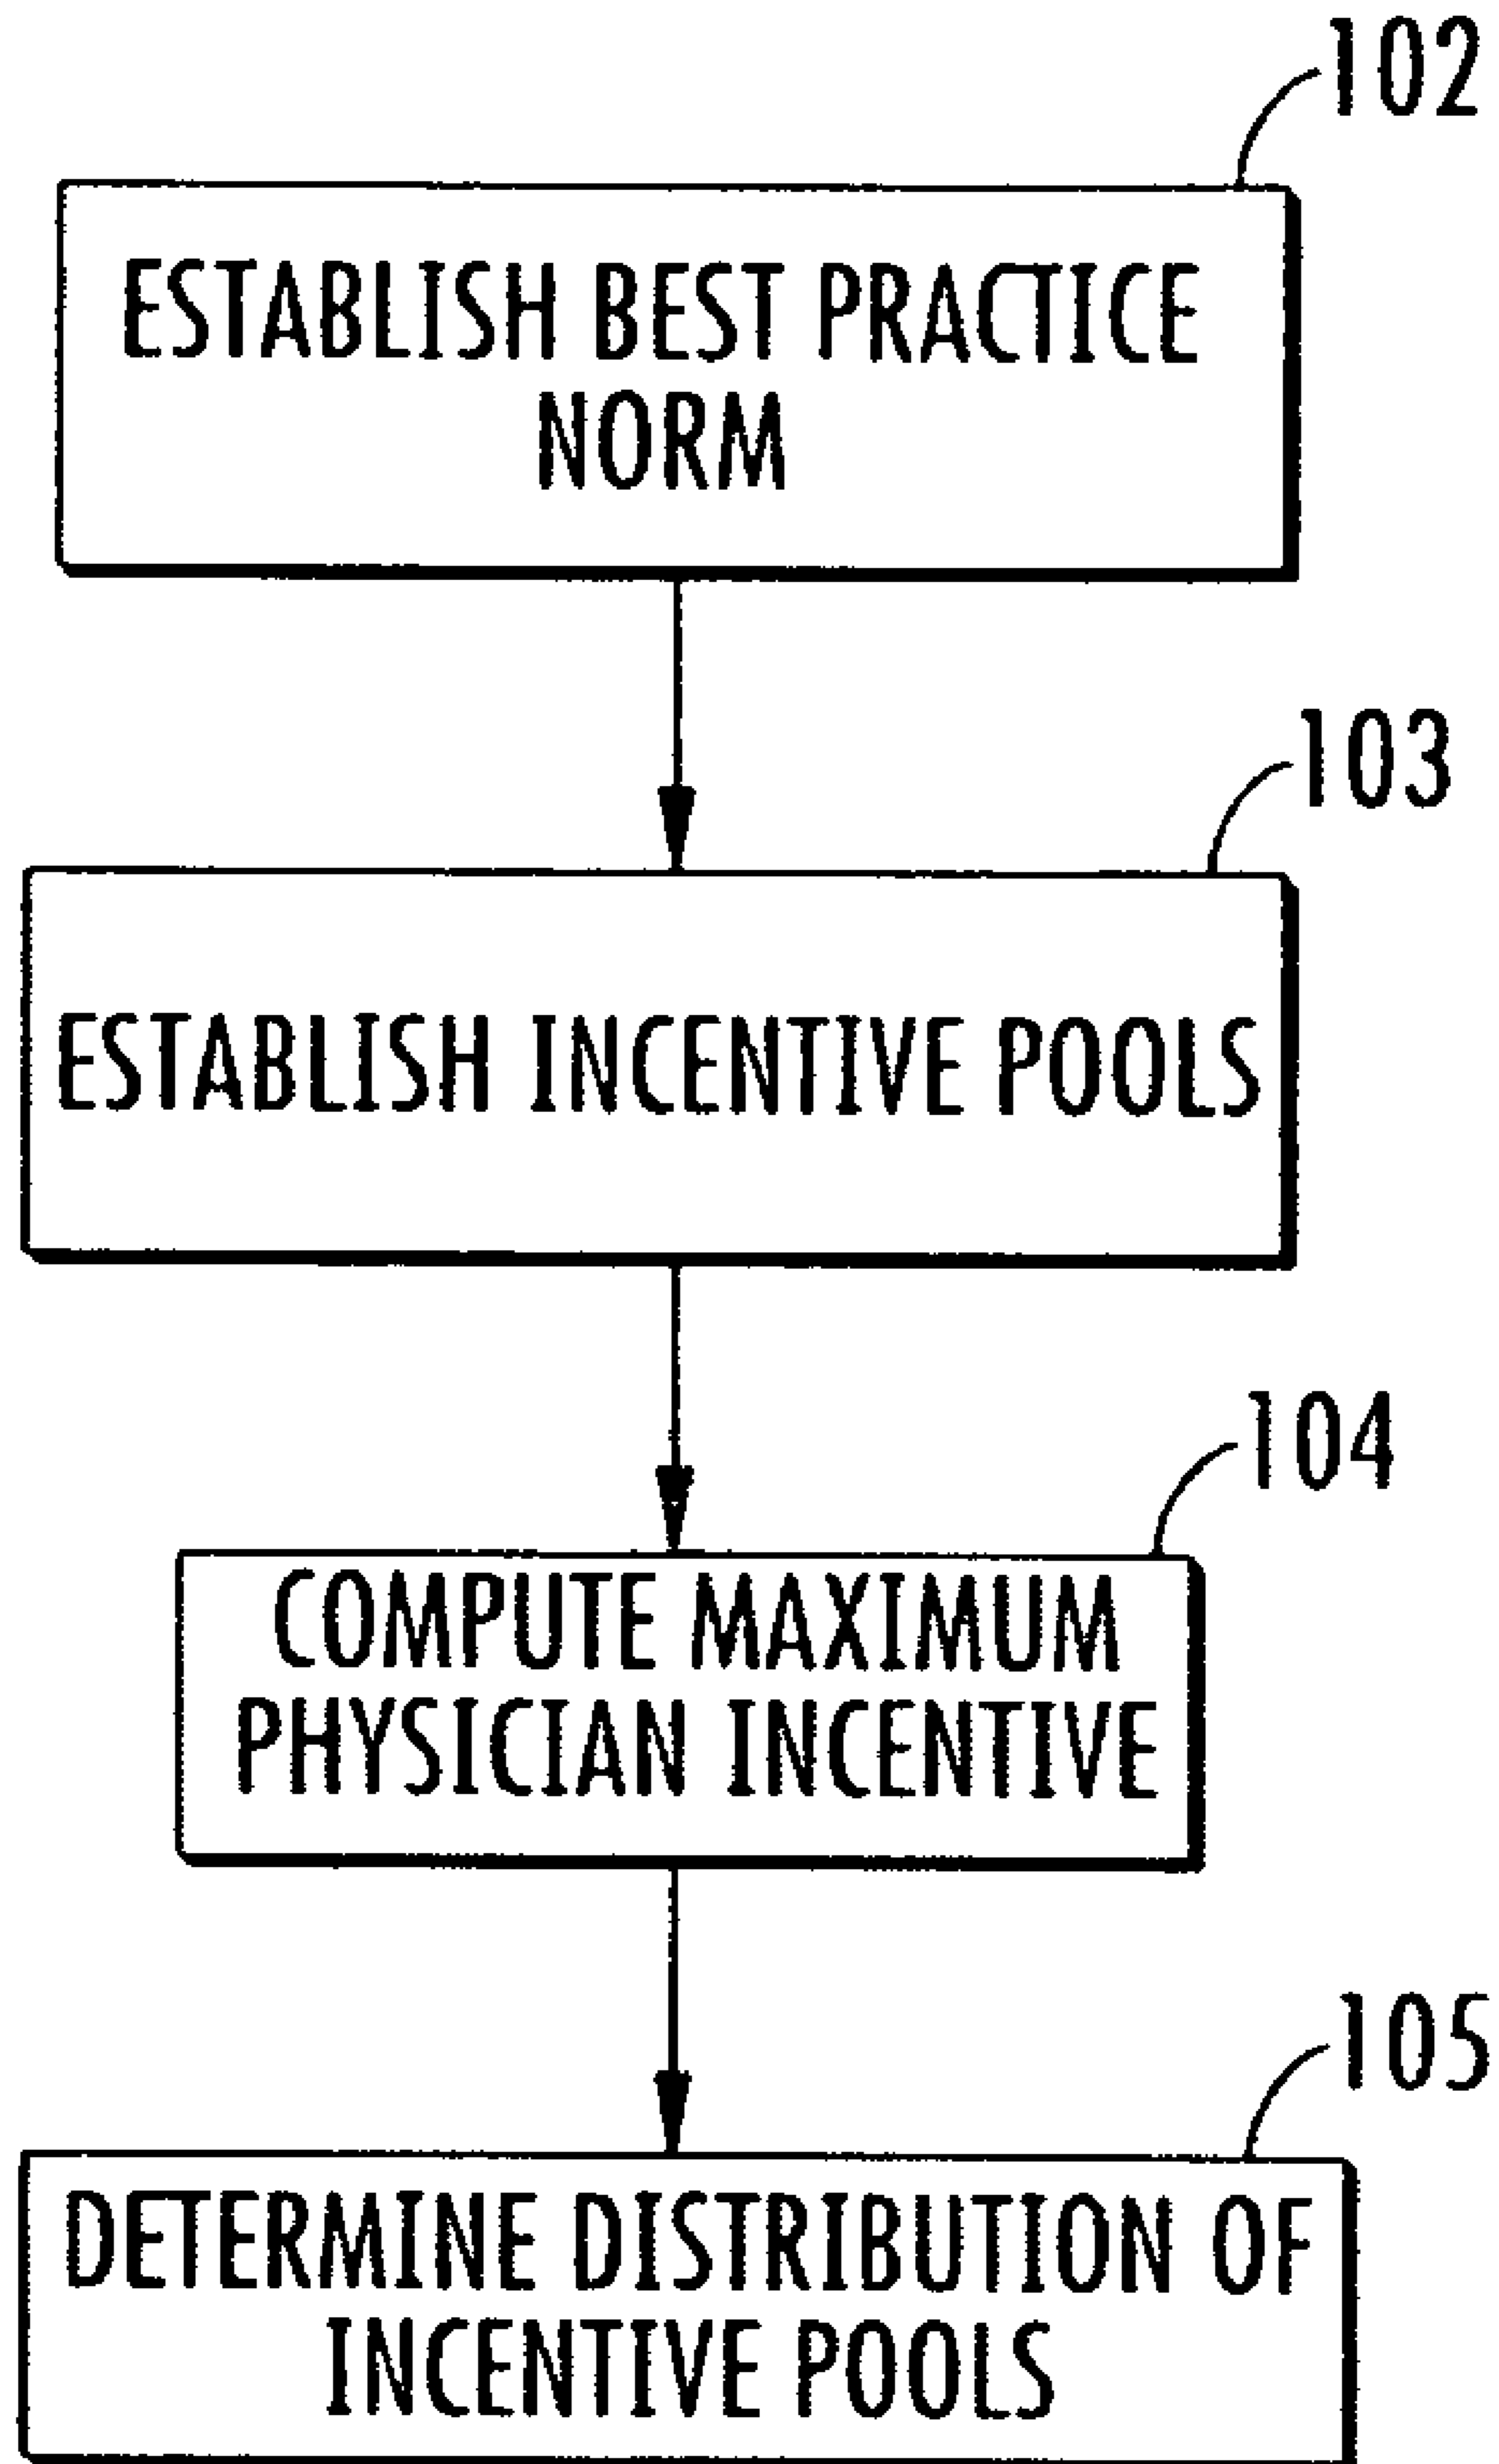 102
ESTABLISH BEST PRACTICE
NORM
103
ESTABLISH INCENTIVE POOLS
104
COMPUTE MAXIMUM
PHYSICIAN INCENTIVE
105
DETERMINE DISTRIBUTION OF
INCENTIVE POOLS